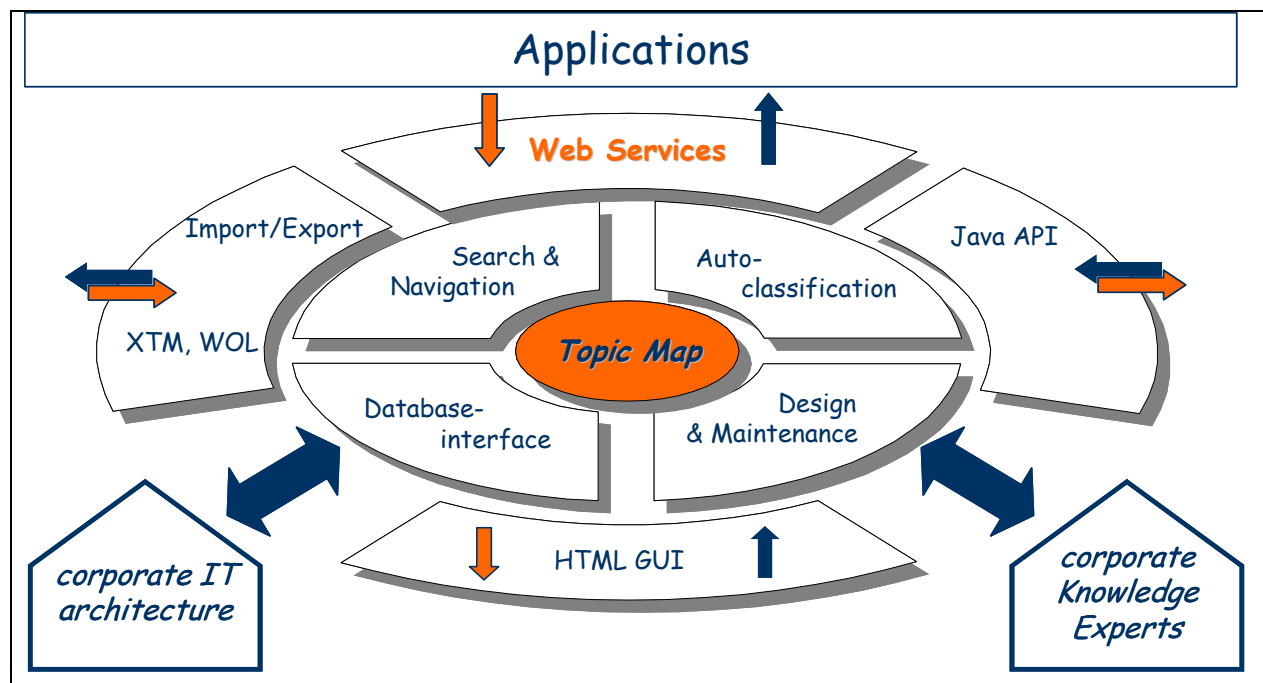 Applications
Web Services
Import/Export
XTM, WOL
Search &
Navigation
Auto-
classification
Java API
Topic Map
Database-
interface
Design
& Maintenance
HTML GUI
corporate IT
architecture
corporate
Knowledge
Experts